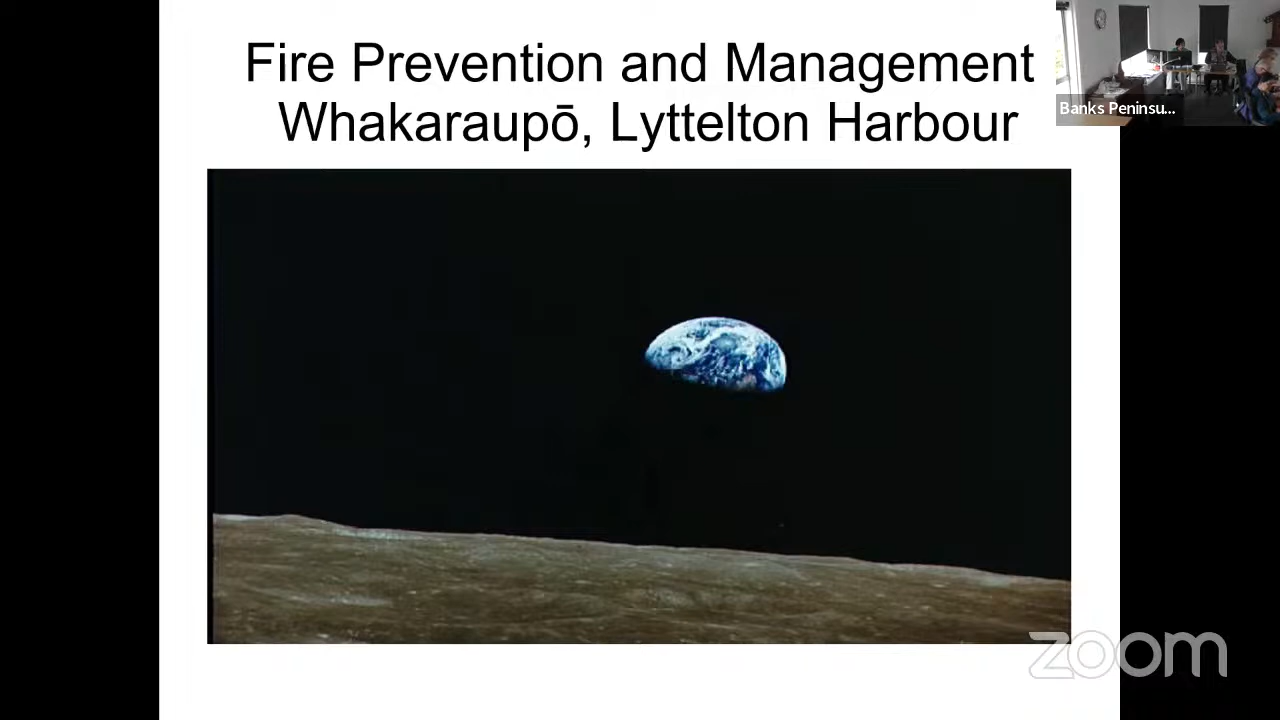 Fire Prevention and Management
Whakaraupō, Lyttelton Harbour
Banks Peninsu...
zoom